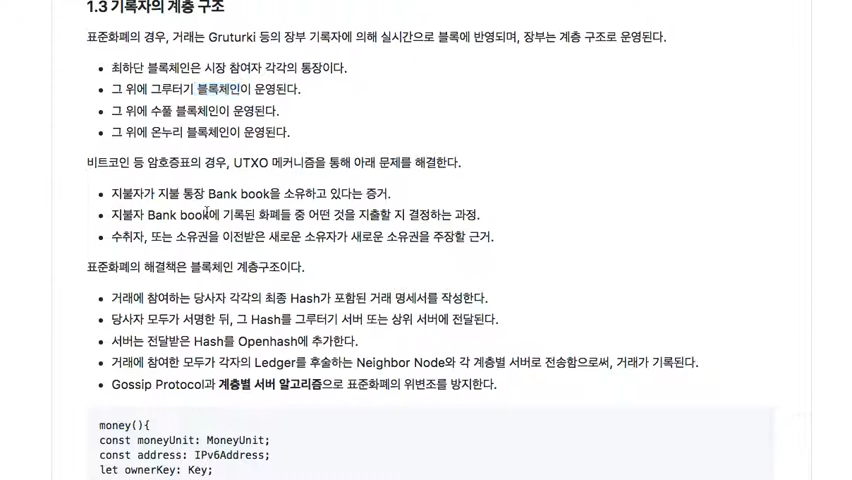 1.3 기록자의 계층 구조
표준화폐의 경우, 거래는 Gruturki 등의 장부 기록자에 의해 실시간으로 블록에 반영되며, 장부는 계층 구조로 운영된다.
• 최하단 블록체인은 시장 참여자 각각의 통장이다.
• 그 위에 그루터기 블록체인이 운영된다.
• 그 위에 수풀 블록체인이 운영된다.
• 그 위에 온누리 블록체인이 운영된다.
비트코인 등 암호증표의 경우, UTXO 메커니즘을 통해 아래 문제를 해결한다.
• 지불자가 지불 통장 Bank book을 소유하고 있다는 증거.
• 지불자 Bank book에 기록된 화폐들 중 어떤 것을 지출할 지 결정하는 과정.
• 수취자, 또는 소유권을 이전받은 새로운 소유자가 새로운 소유권을 주장할 근거.
표준화폐의 해결책은 블록체인 계층구조이다.
• 거래에 참여하는 당사자 각각의 최종 Hash가 포함된 거래 명세서를 작성한다.
• 당사자 모두가 서명한 뒤, 그 Hash를 그루터기 서버 또는 상위 서버에 전달된다.
• 서버는 전달받은 Hash를 Openhash에 추가한다.
• 거래에 참여한 모두가 각자의 Ledger를 후술하는 Neighbor Node와 각 계층별 서버로 전송함으로써, 거래가 기록된다.
• Gossip Protocol과 계층별 서버 알고리즘으로 표준화폐의 위변조를 방지한다.
money(){
const moneyUnit: MoneyUnit;
const address: IPv6Address;
let ownerKey: Key;